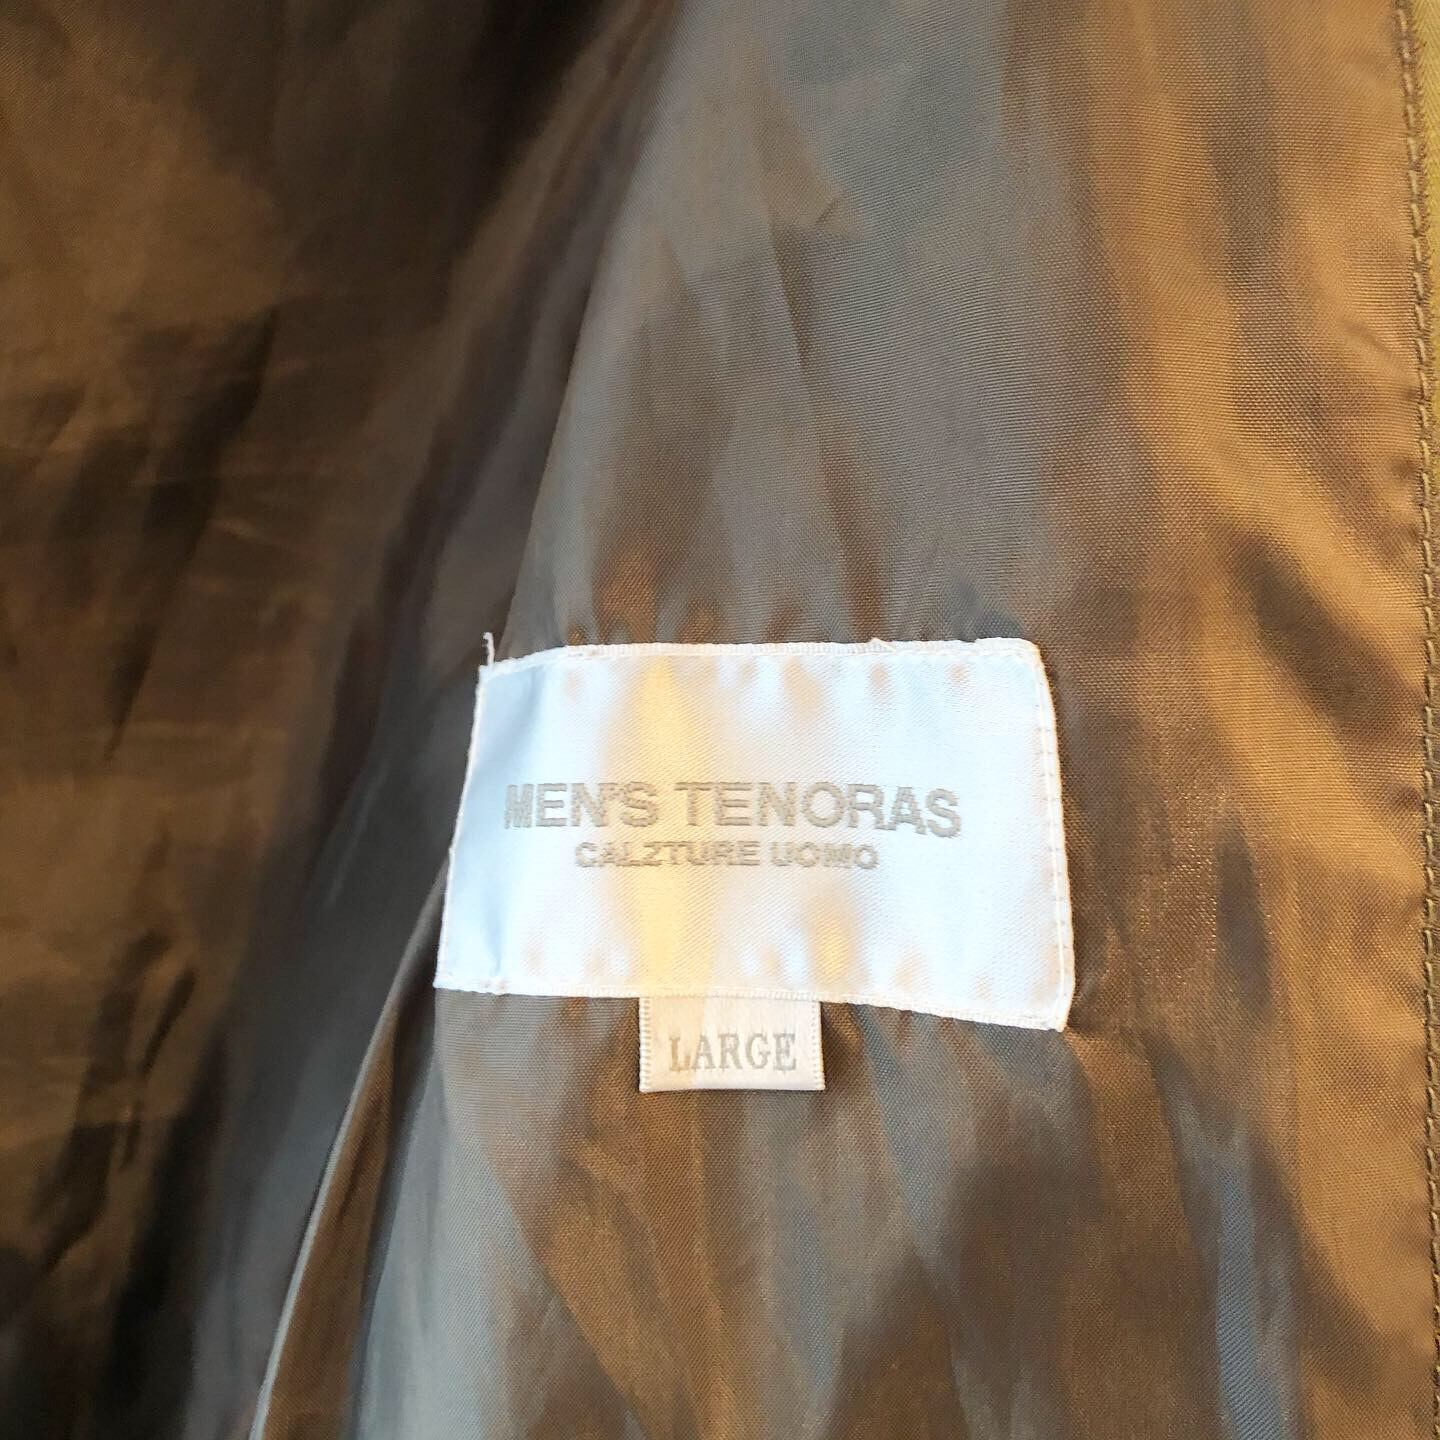 MEN'S TENORAS
CALZTURE UOMO
LARGE